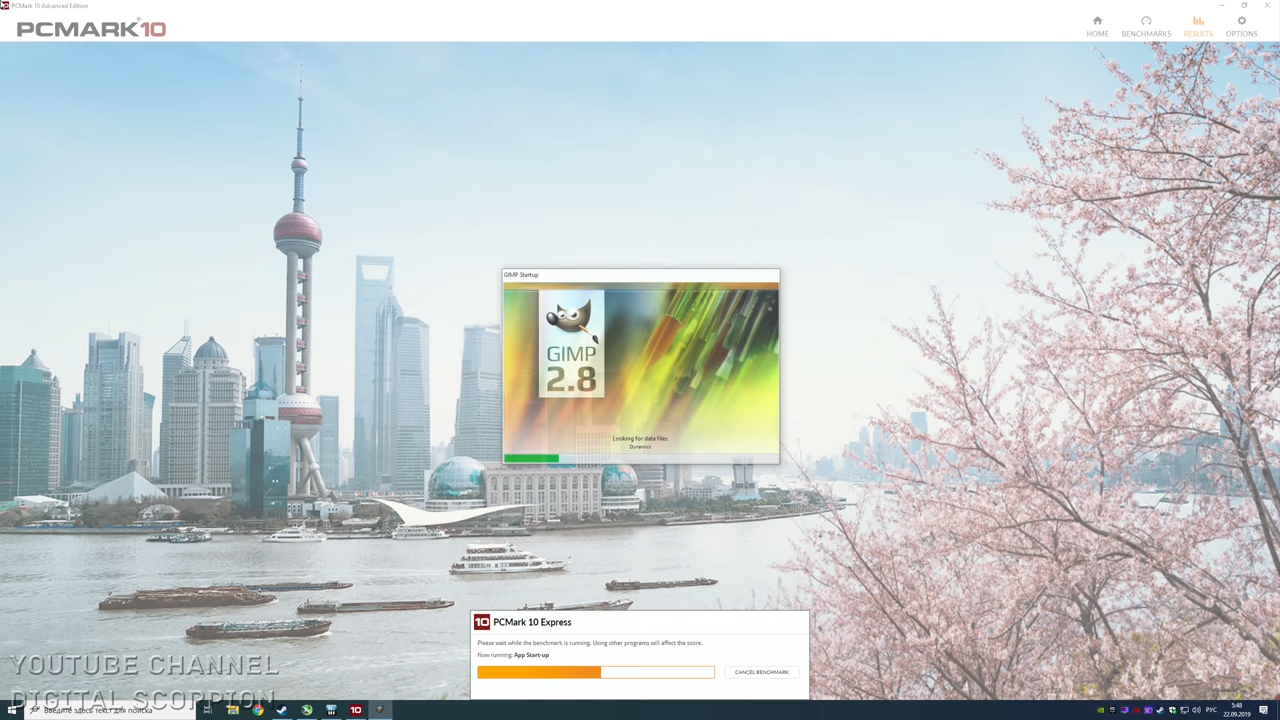 PCMark 10 Advanced Edition
PCMARK®10
HOME
BENCHMARKS
RESULTS
OPTIONS
GIMP Startup
GIMP
2.8
Looking for data files
Dynamics
10 PCMark 10 Express
Please wait while the benchmark is running. Using other programs will affect the score.
Now running: App Start-up
CANCEL BENCHMARK
YOUTUBE CHANNEL
DIGITAL SCORPION
Введите здесь текст для поиска
10
РУС
5:48
22.09.2019